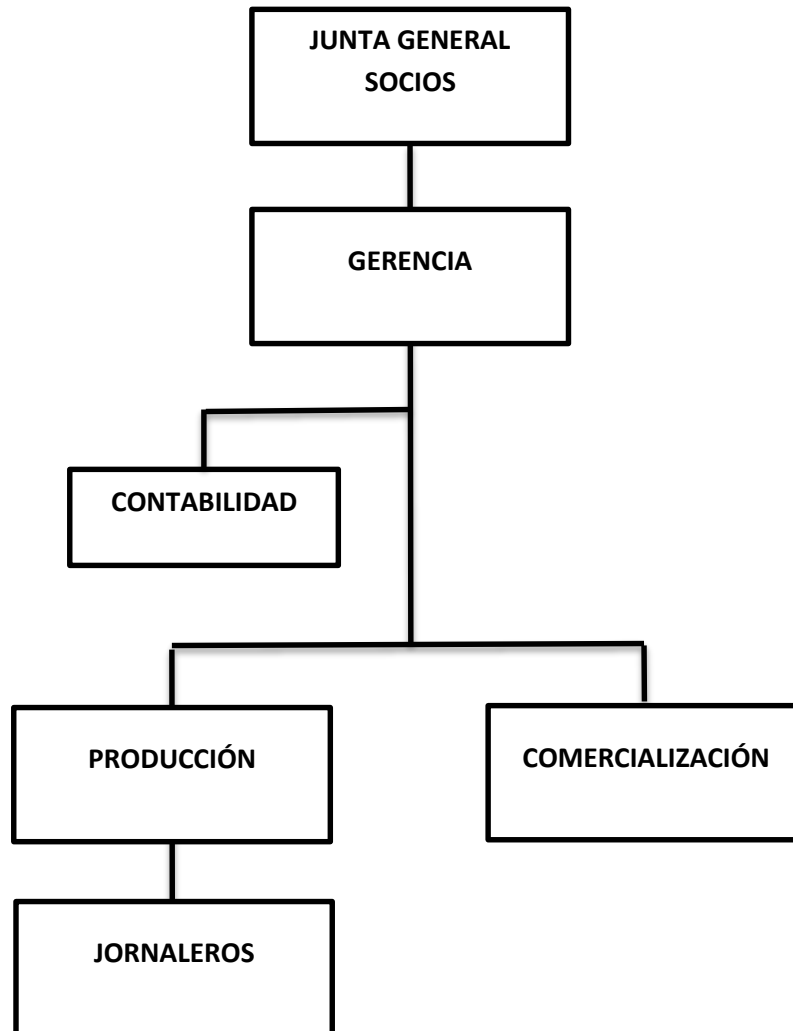 JUNTA GENERAL
SOCIOS
GERENCIA
CONTABILIDAD
PRODUCCIÓN
COMERCIALIZACIÓN
JORNALEROS